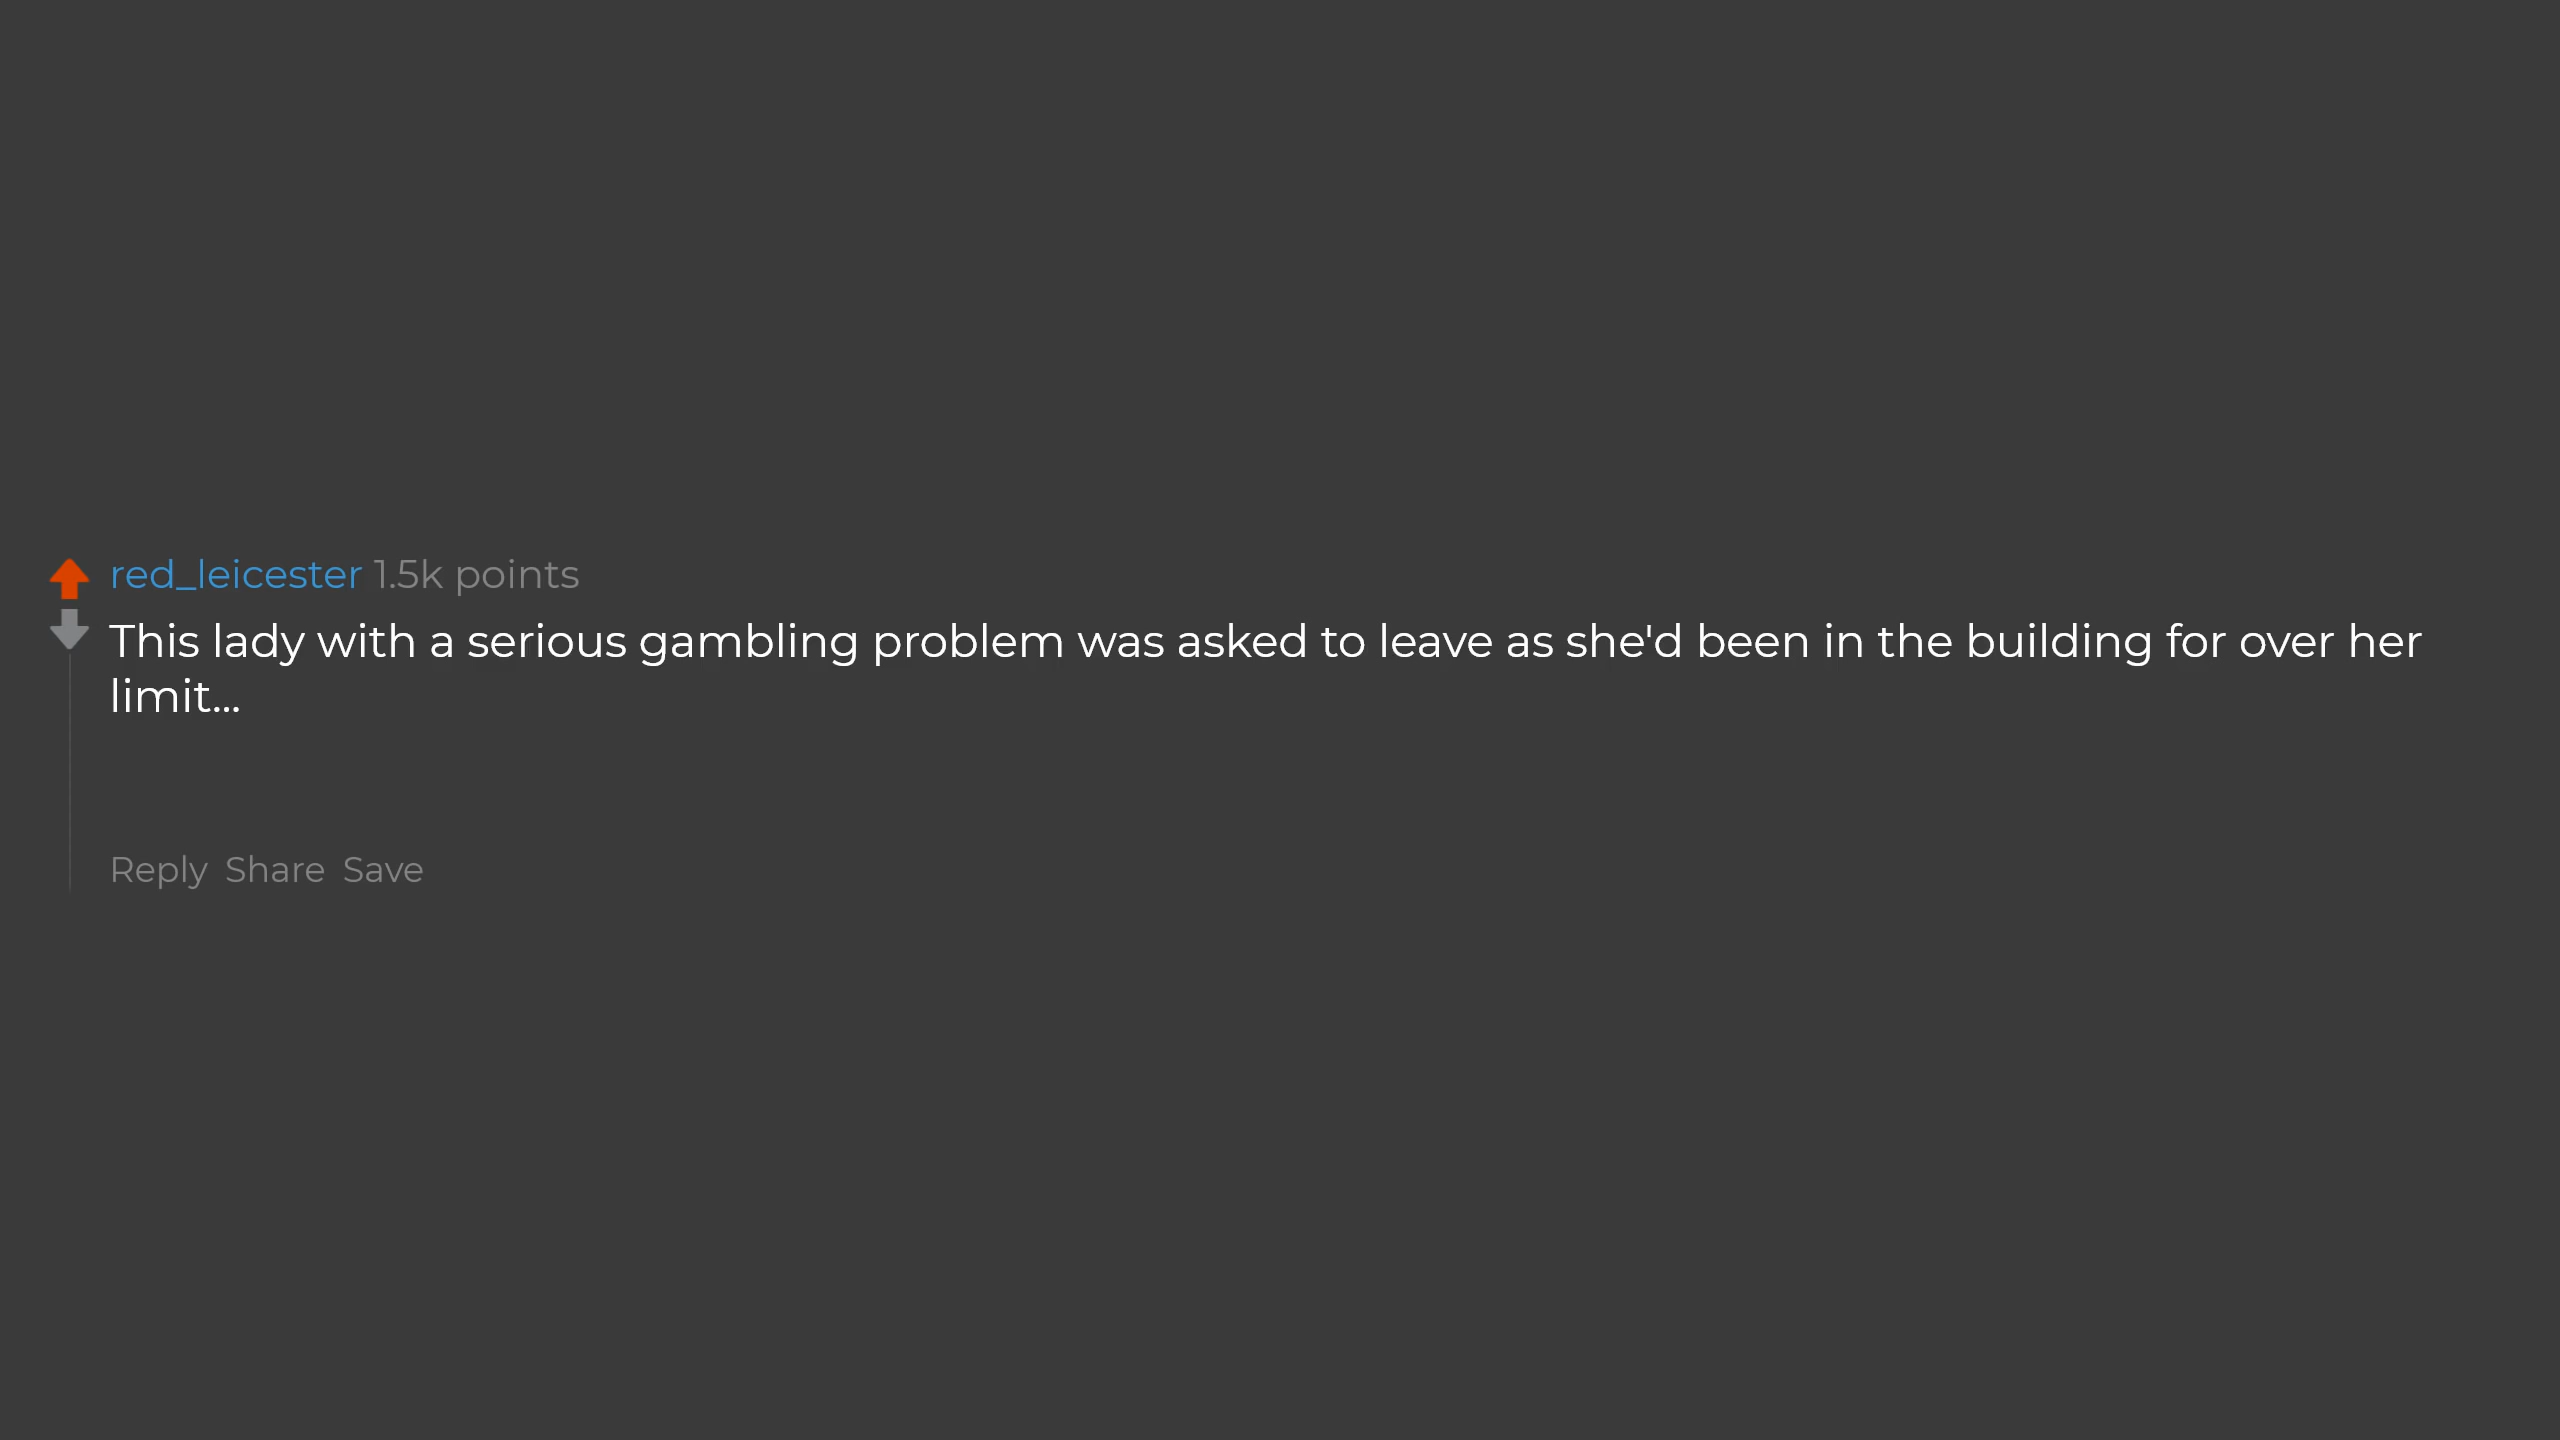 red_leicester 1.5k points
This lady with a serious gambling problem was asked to leave as she'd been in the building for over her
limit...
Reply Share Save